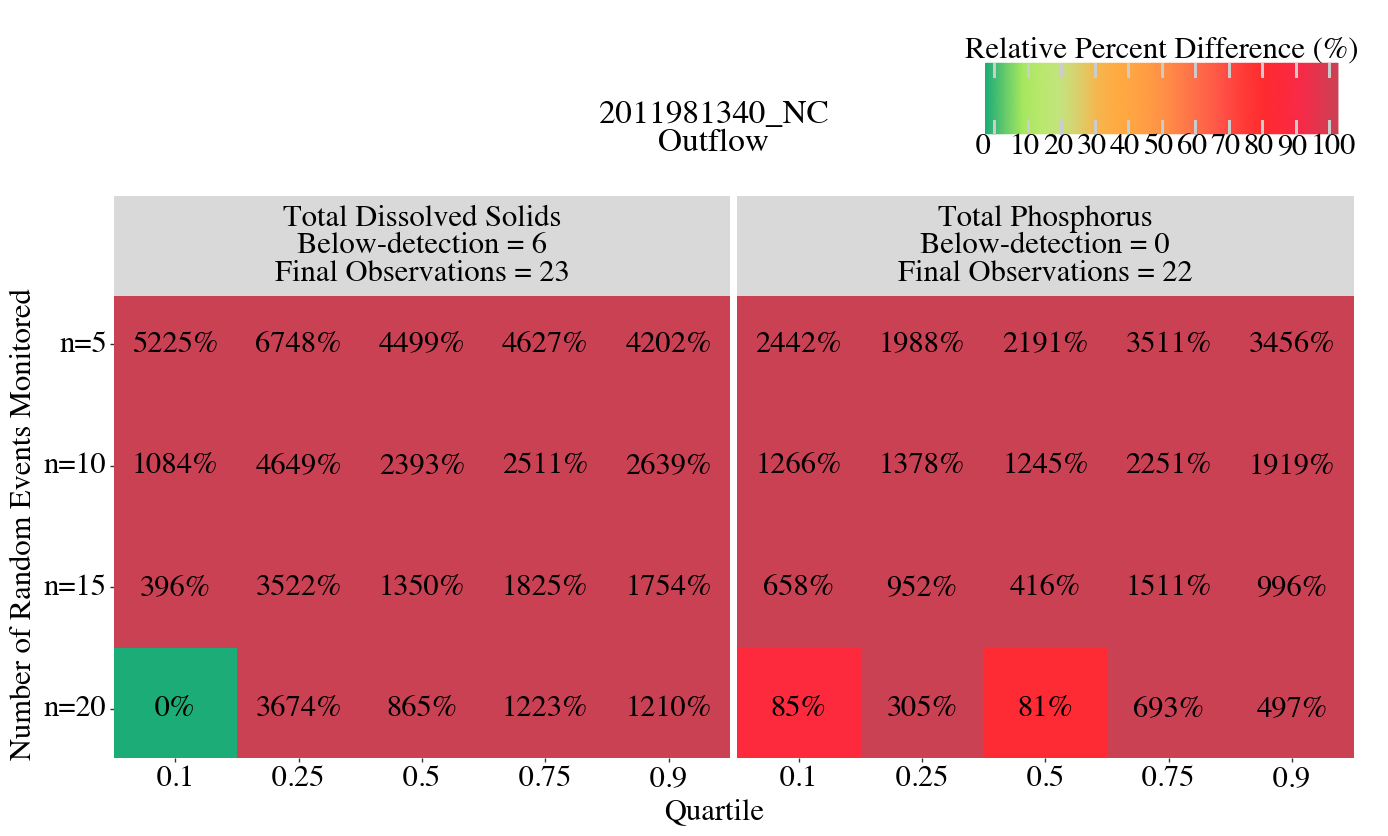 Relative Percent Difference (%)
0 10 20 30 40 50 60 70 80 90 100
2011981340_NC
Outflow
Total Dissolved Solids
Below-detection = 6
Final Observations = 23
Total Phosphorus
Below-detection = 0
Final Observations = 22
Number of Random Events Monitored
n=5 5225% 6748% 4499% 4627% 4202% 2442% 1988% 2191% 3511% 3456%
n=10 1084% 4649% 2393% 2511% 2639% 1266% 1378% 1245% 2251% 1919%
n=15 396% 3522% 1350% 1825% 1754% 658% 952% 416% 1511% 996%
n=20 0% 3674% 865% 1223% 1210% 85% 305% 81% 693% 497%
0.1 0.25 0.5 0.75 0.9 0.1 0.25 0.5 0.75 0.9
Quartile